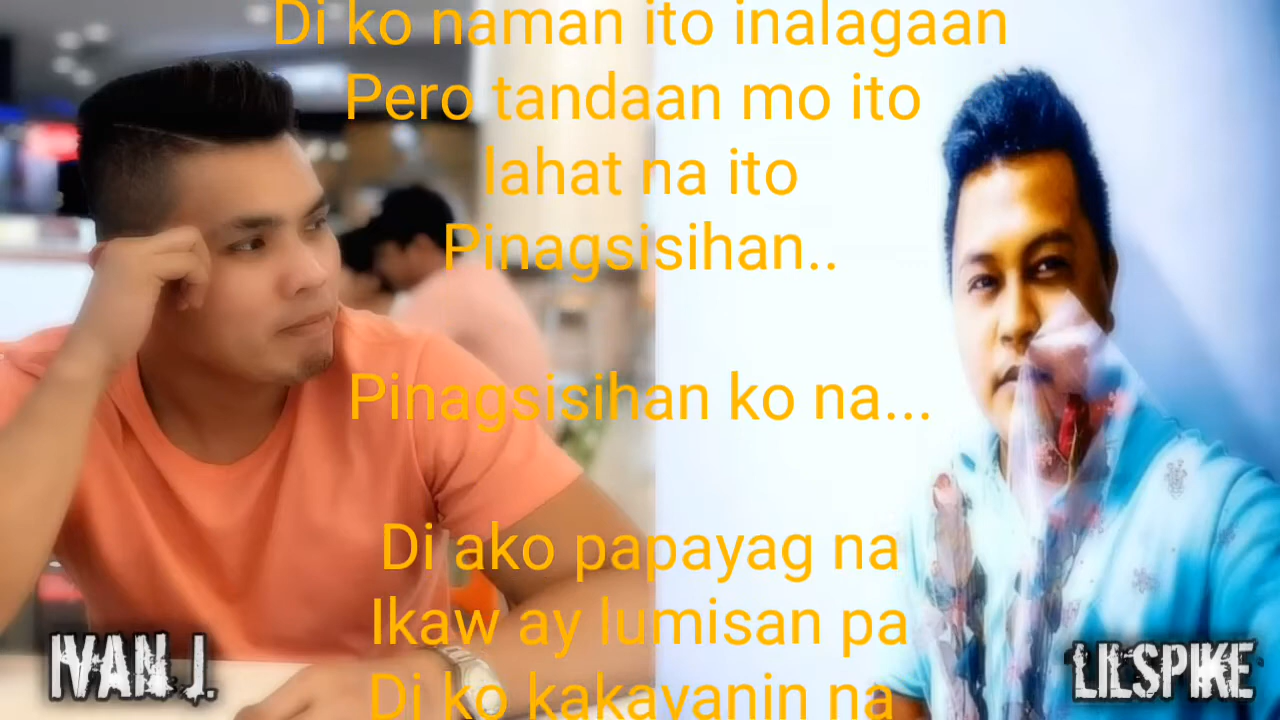 Di ko naman ito inalagaan
Pero tandaan mo ito
lahat na ito
Pinagsisihan..
Pinagsisihan ko na...
Di ako papayag na
Ikaw ay lumisan pa
Di ko kakayanin na
IVAN J.
LILSPIKE